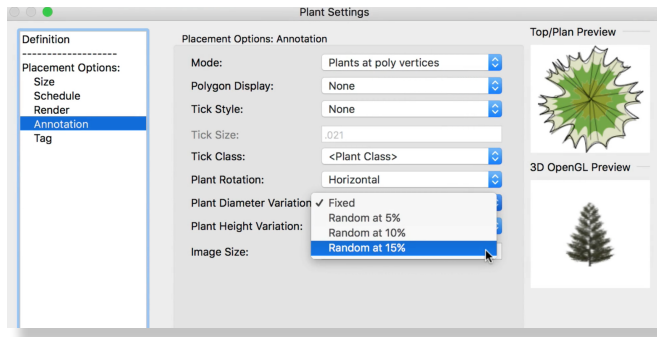 Plant Settings
Definition
-------------------
Placement Options:
Size
Schedule
Render
Annotation
Tag
Placement Options: Annotation
Mode: Plants at poly vertices
Polygon Display: None
Tick Style: None
Tick Size: .021
Tick Class: <Plant Class>
Plant Rotation: Horizontal
Plant Diameter Variation ✓ Fixed
Random at 5%
Plant Height Variation: Random at 10%
Image Size: Random at 15%
Top/Plan Preview
3D OpenGL Preview